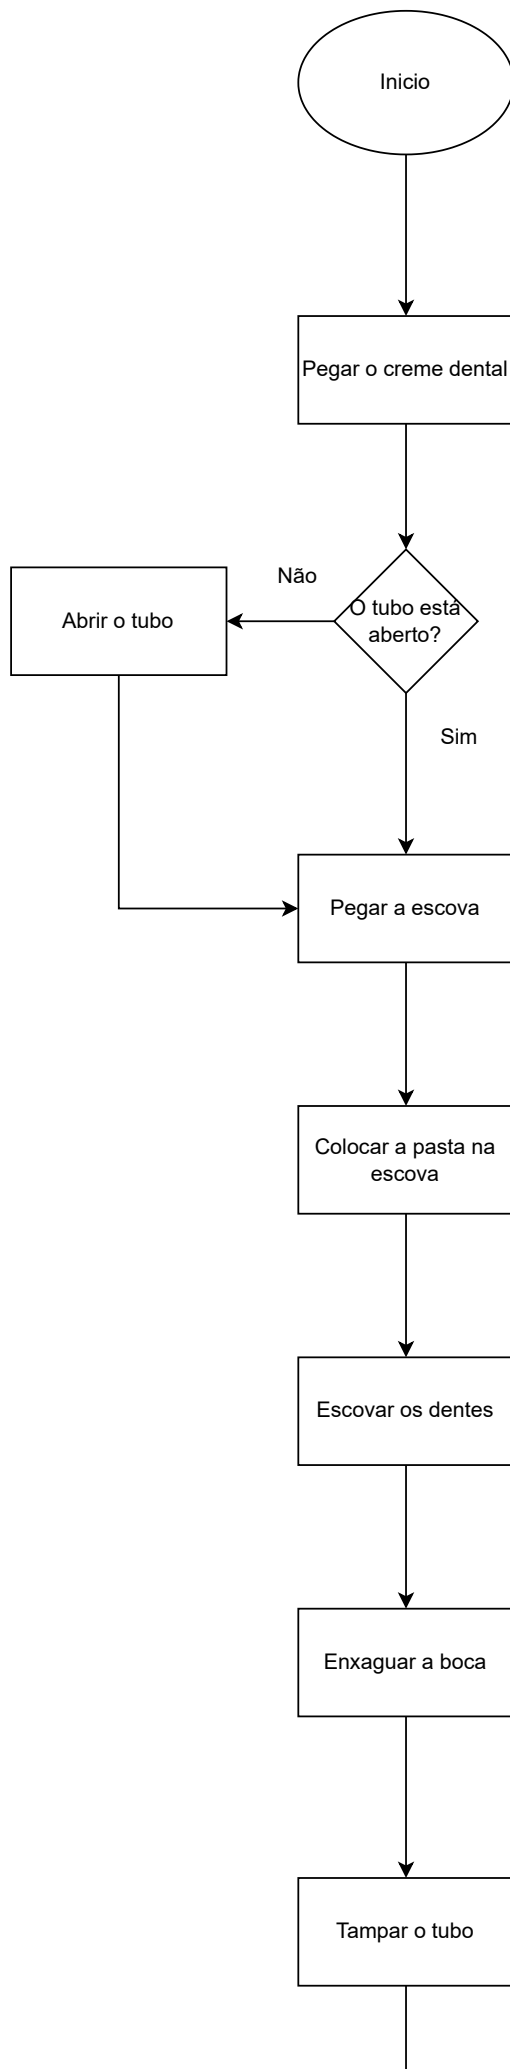 Inicio
Pegar o creme dental
Não
O tubo está
aberto?
Abrir o tubo
Sim
Pegar a escova
Colocar a pasta na
escova
Escovar os dentes
Enxaguar a boca
Tampar o tubo